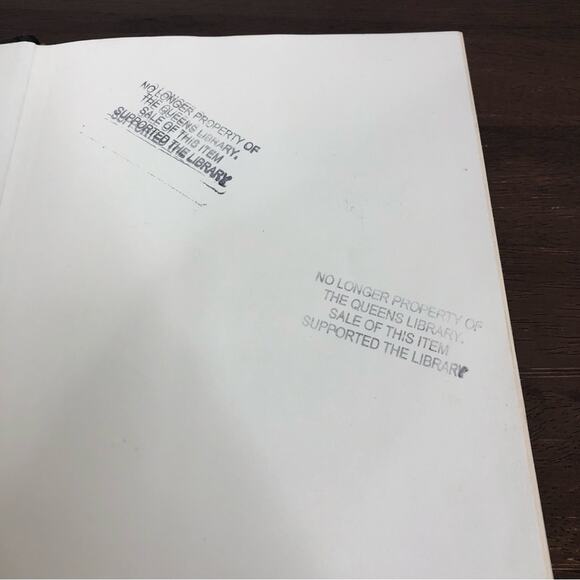 NO LONGER PROPERTY OF
THE QUEENS LIBRARY.
SALE OF THIS ITEM
SUPPORTED THE LIBRARY
NO LONGER PROPERTY OF
THE QUEENS LIBRARY.
SALE OF THIS ITEM
SUPPORTED THE LIBRARY